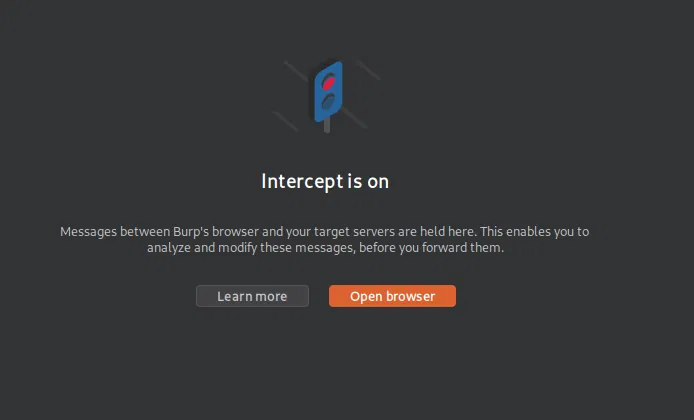 Intercept is on
Messages between Burp's browser and your target servers are held here. This enables you to
analyze and modify these messages, before you forward them.
Learn more
Open browser